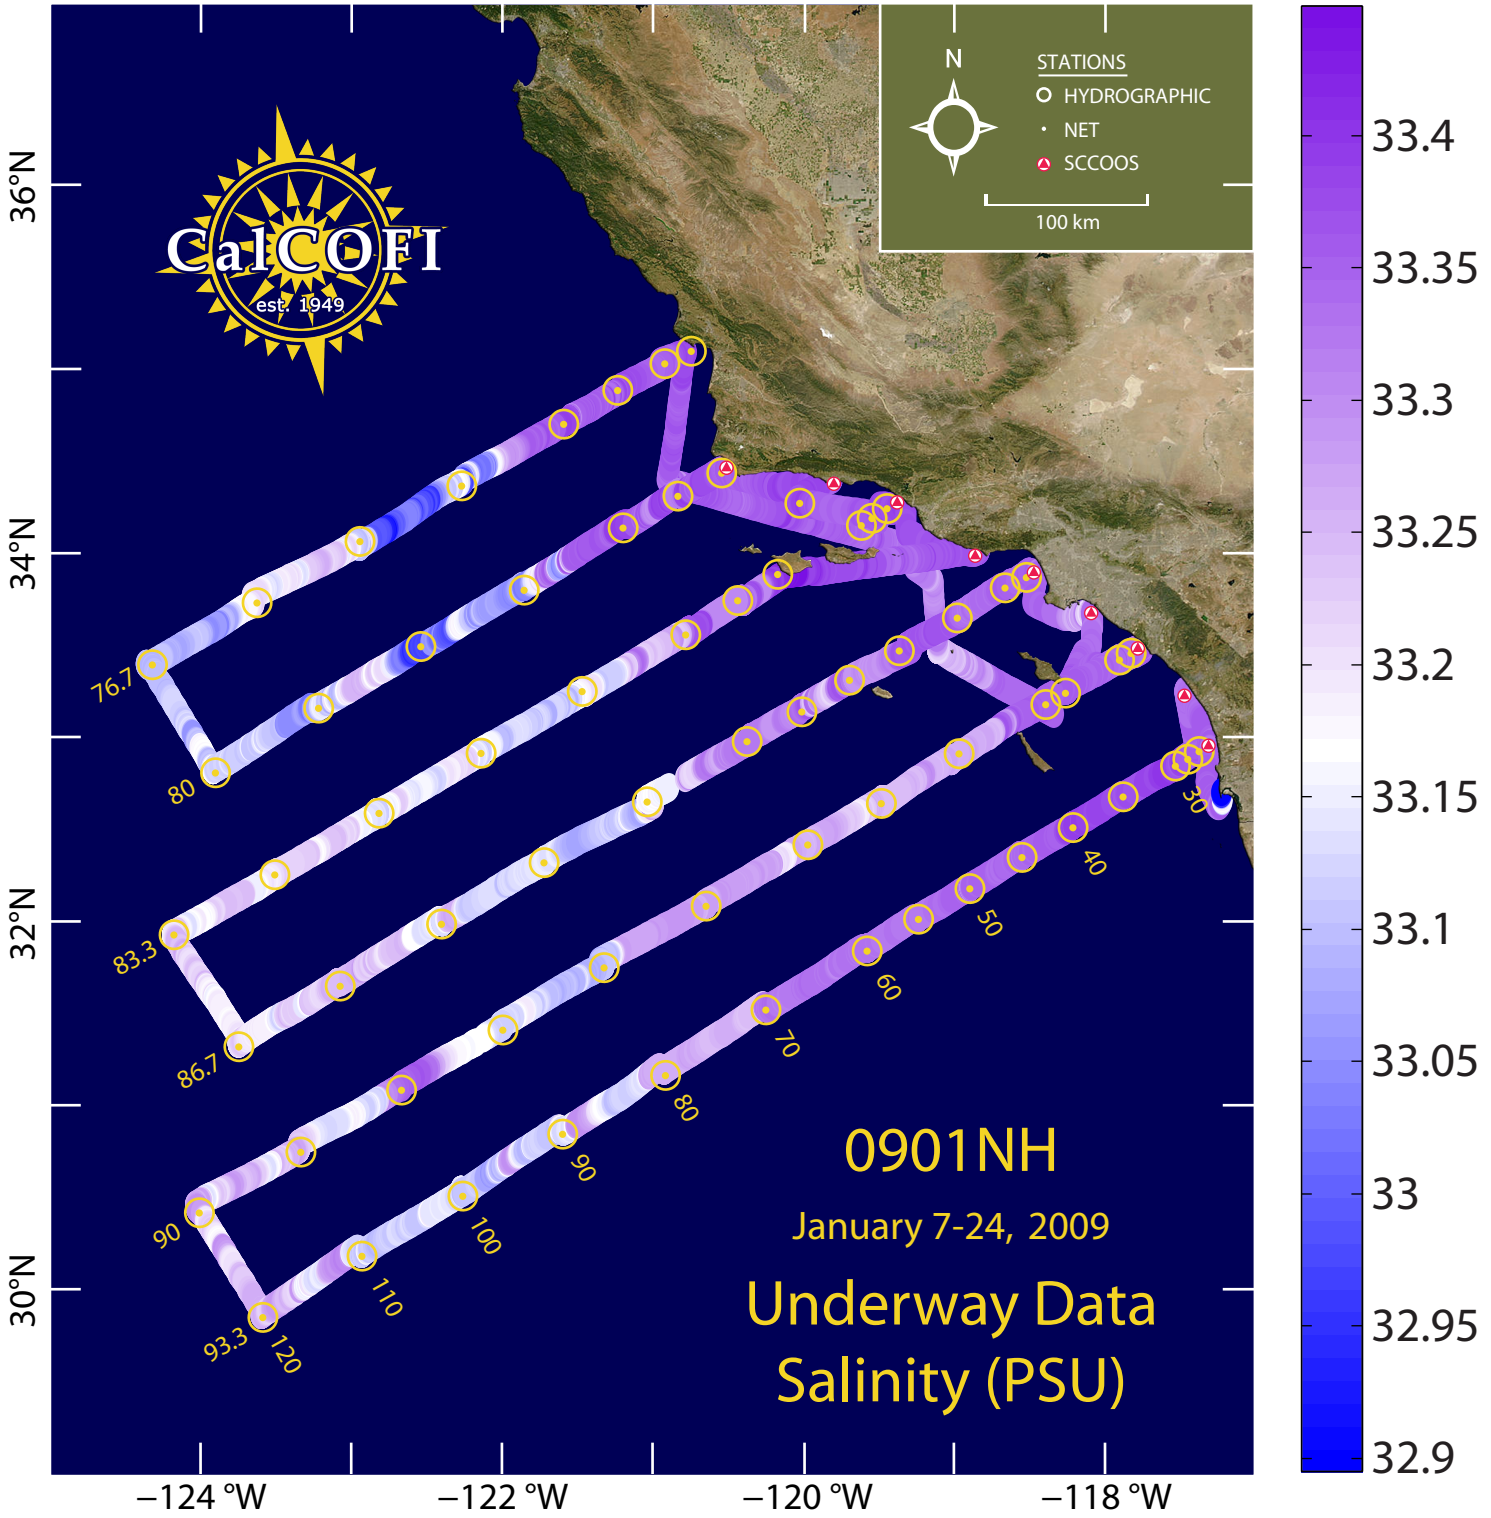 N
STATIONS
HYDROGRAPHIC
NET
SCCOOS
100 km
CalCOFI
est. 1949
36°N
34°N
32°N
30°N
76.7
80
83.3
86.7
90
93.3
30
40
50
60
70
80
90
100
110
120
0901NH
January 7-24, 2009
Underway Data
Salinity (PSU)
−124 °W
−122 °W
−120 °W
−118 °W
33.4
33.35
33.3
33.25
33.2
33.15
33.1
33.05
33
32.95
32.9